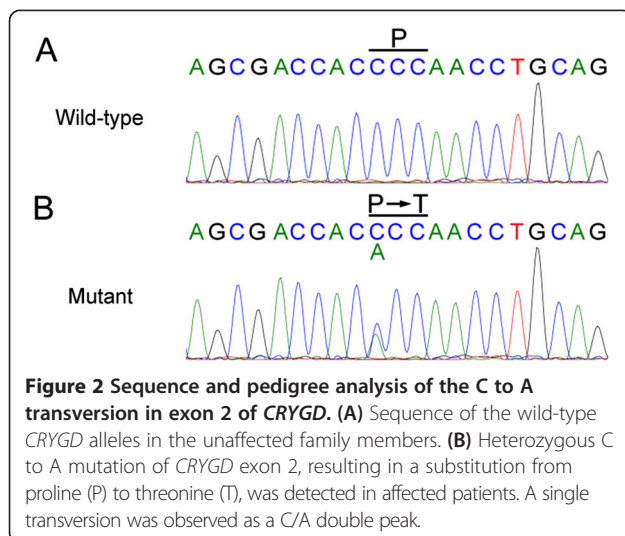 A
P
AGCGACCACCCCAACCTGCAG
Wild-type
B
P→T
AGCGACCACCCCAACCTGCAG
A
Mutant
Figure 2 Sequence and pedigree analysis of the C to A
transversion in exon 2 of CRYGD. (A) Sequence of the wild-type
CRYGD alleles in the unaffected family members. (B) Heterozygous C
to A mutation of CRYGD exon 2, resulting in a substitution from
proline (P) to threonine (T), was detected in affected patients. A single
transversion was observed as a C/A double peak.